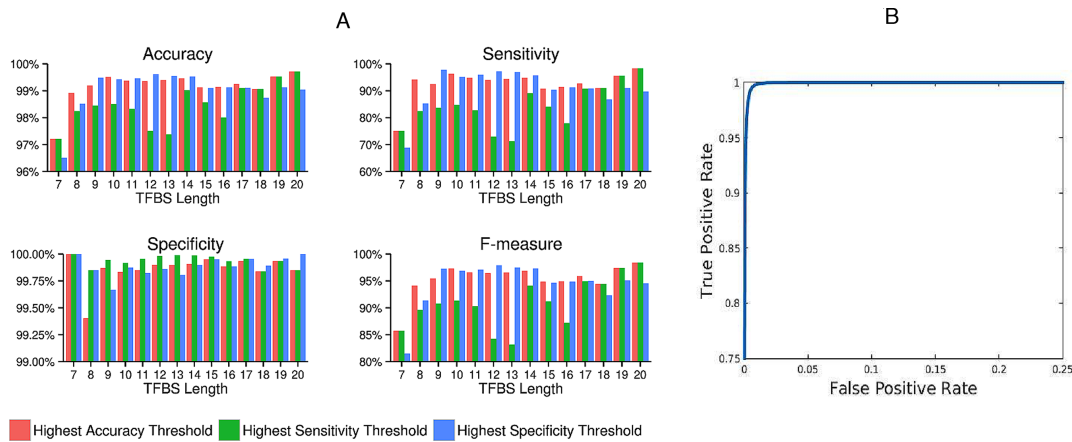 A
B
Accuracy
100%
99%
98%
97%
96%
7 8 9 10 11 12 13 14 15 16 17 18 19 20
TFBS Length
Sensitivity
100%
90%
80%
70%
60%
7 8 9 10 11 12 13 14 15 16 17 18 19 20
TFBS Length
Specificity
100.00%
99.75%
99.50%
99.25%
99.00%
7 8 9 10 11 12 13 14 15 16 17 18 19 20
TFBS Length
F-measure
100%
95%
90%
85%
80%
7 8 9 10 11 12 13 14 15 16 17 18 19 20
TFBS Length
Highest Accuracy Threshold Highest Sensitivity Threshold Highest Specificity Threshold
True Positive Rate
1
0.95
0.9
0.85
0.8
0.75
0 0.05 0.1 0.15 0.2 0.25
False Positive Rate